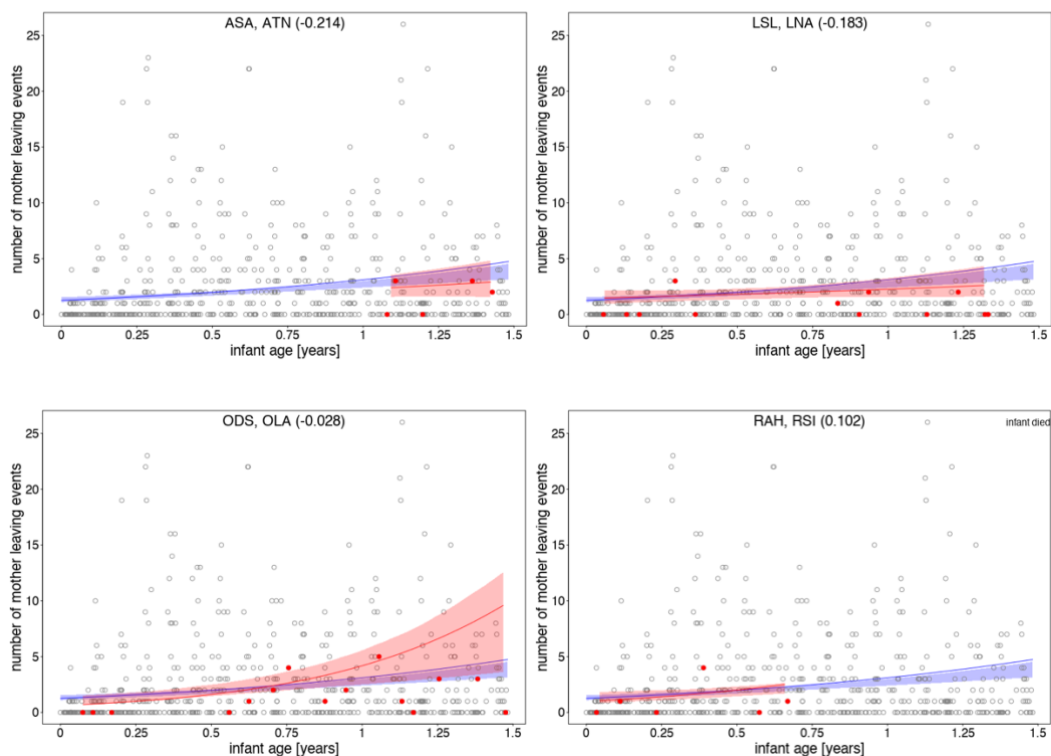 ASA, ATN (-0.214)
number of mother leaving events
25
20
15
10
5
0
0 0.25 0.5 0.75 1 1.25 1.5
infant age [years]
LSL, LNA (-0.183)
number of mother leaving events
25
20
15
10
5
0
0 0.25 0.5 0.75 1 1.25 1.5
infant age [years]
ODS, OLA (-0.028)
number of mother leaving events
25
20
15
10
5
0
0 0.25 0.5 0.75 1 1.25 1.5
infant age [years]
RAH, RSI (0.102)
infant died
number of mother leaving events
25
20
15
10
5
0
0 0.25 0.5 0.75 1 1.25 1.5
infant age [years]